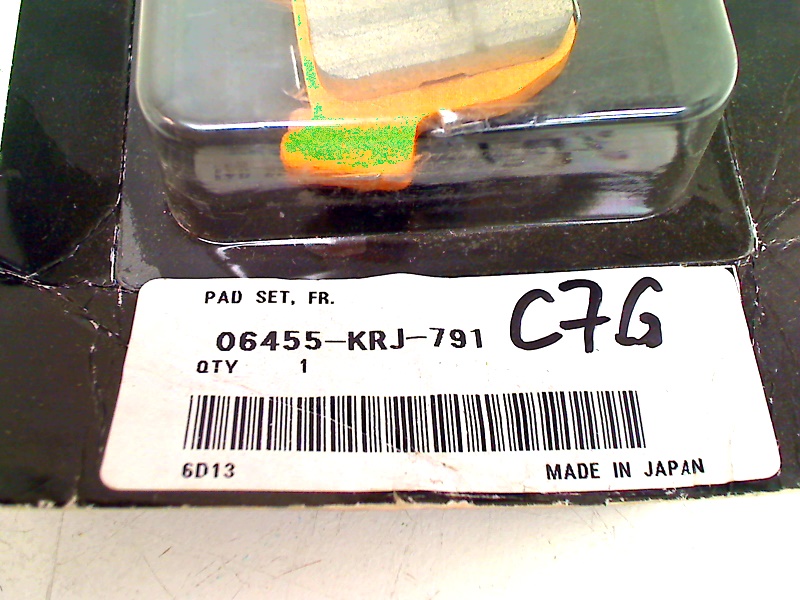 PAD SET, FR.
06455-KRJ-791 C7G
QTY 1
6D13 MADE IN JAPAN